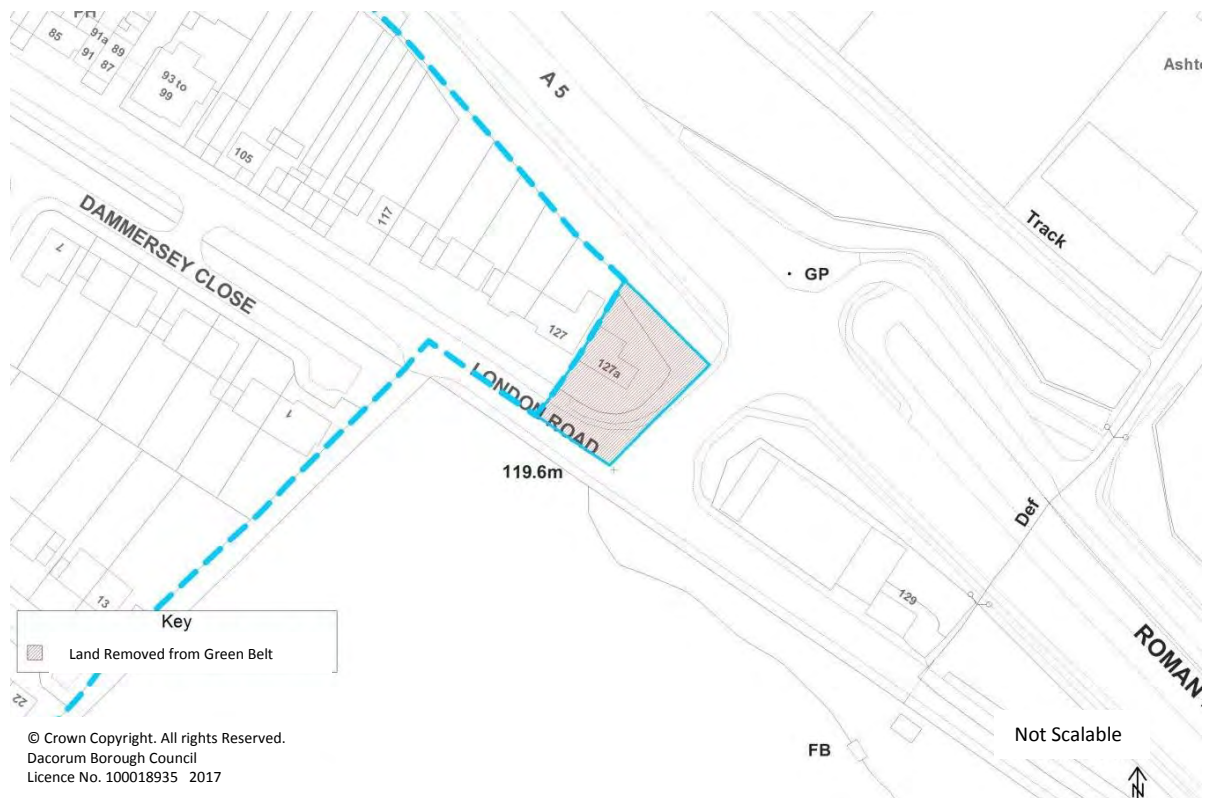 PH
85
91a
89
91
87
93 to
99
A 5
Asht
105
117
DAMMERSEY CLOSE
7
Track
GP
127
127a
LONDON ROAD
1
119.6m
Def
129
13
ROMAN
22
FB
Key
Land Removed from Green Belt
© Crown Copyright. All rights Reserved.
Dacorum Borough Council
Licence No. 100018935 2017
Not Scalable
N